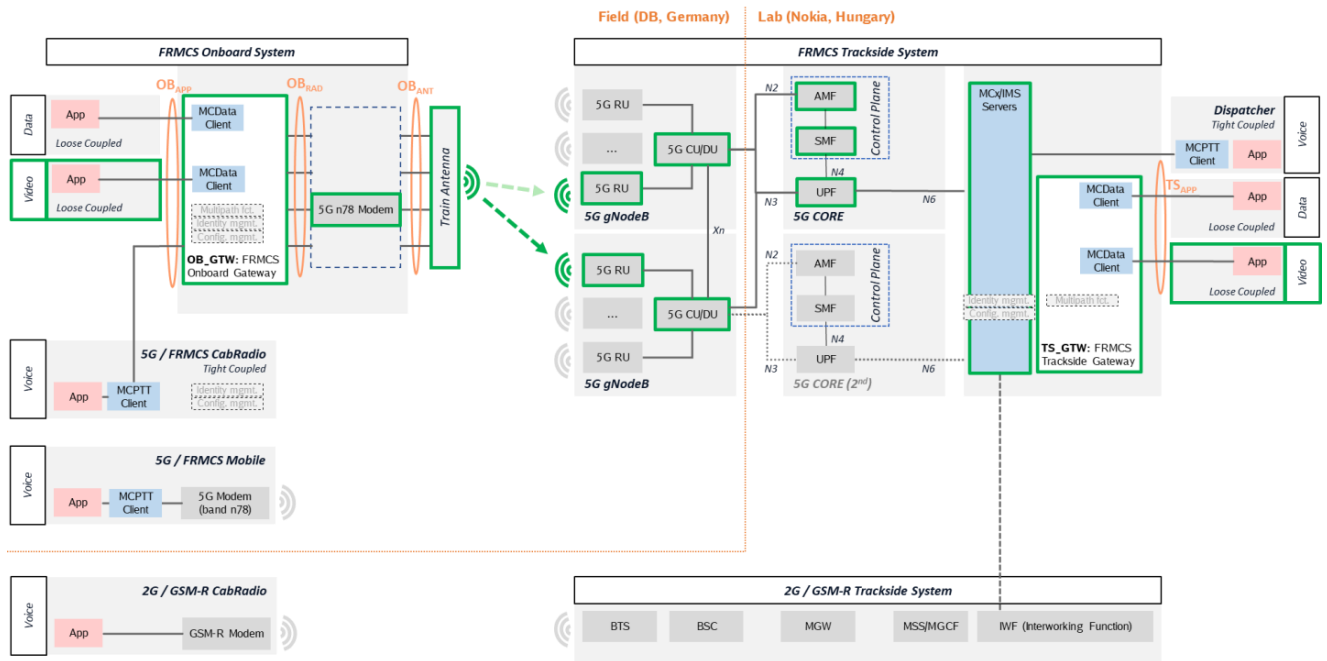 Field (DB, Germany)
Lab (Nokia, Hungary)
FRMCS Onboard System
FRMCS Trackside System
OB_APP
OB_RAD
OB_ANT
Data
App
Loose Coupled
MCData
Client
Video
App
Loose Coupled
MCData
Client
Multipath fct.
Identity mgmt.
Config. mgmt.
OB_GTW: FRMCS
Onboard Gateway
5G n78 Modem
Train Antenna
5G RU
...
5G RU
5G CU/DU
5G gNodeB
Xn
5G RU
...
5G RU
5G CU/DU
5G gNodeB
N2
N3
AMF
SMF
Control Plane
N4
UPF
N6
5G CORE
N2
N3
AMF
SMF
Control Plane
N4
UPF
N6
5G CORE (2nd)
MCx/IMS
Servers
Identity mgmt.
Config. mgmt.
Multipath fct.
MCData
Client
MCData
Client
TS_GTW: FRMCS
Trackside Gateway
TS_APP
Dispatcher
Tight Coupled
MCPTT
Client
App
Voice
App
Loose Coupled
Data
App
Loose Coupled
Video
Voice
5G / FRMCS CabRadio
Tight Coupled
App
MCPTT
Client
Identity mgmt.
Config. mgmt.
Voice
5G / FRMCS Mobile
App
MCPTT
Client
5G Modem
(band n78)
Voice
2G / GSM-R CabRadio
App
GSM-R Modem
2G / GSM-R Trackside System
BTS
BSC
MGW
MSS/MGCF
IWF (Interworking Function)